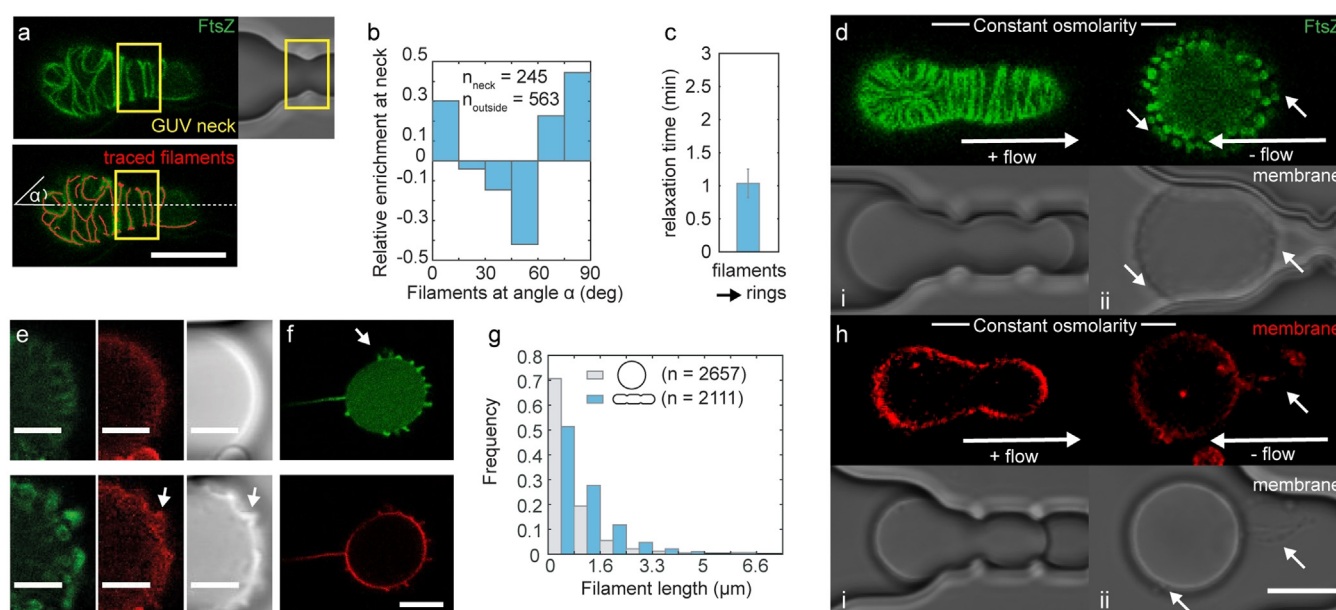 a
FtsZ
GUV neck
traced filaments
α
b
Relative enrichment at neck
0.5
0.3
0.1
0
-0.1
-0.3
-0.5
n neck = 245
n outside = 563
0 30 60 90
Filaments at angle α (deg)
c
relaxation time (min)
3
2.5
2
1.5
1
0.5
0
filaments
rings
d
Constant osmolarity
FtsZ
+ flow
- flow
membrane
i
ii
e
f
g
Frequency
0.8
0.7
0.6
0.5
0.4
0.3
0.2
0.1
0
(n = 2657)
(n = 2111)
0 1.6 3.3 5 6.6
Filament length (µm)
h
Constant osmolarity
membrane
+ flow
- flow
membrane
i
ii